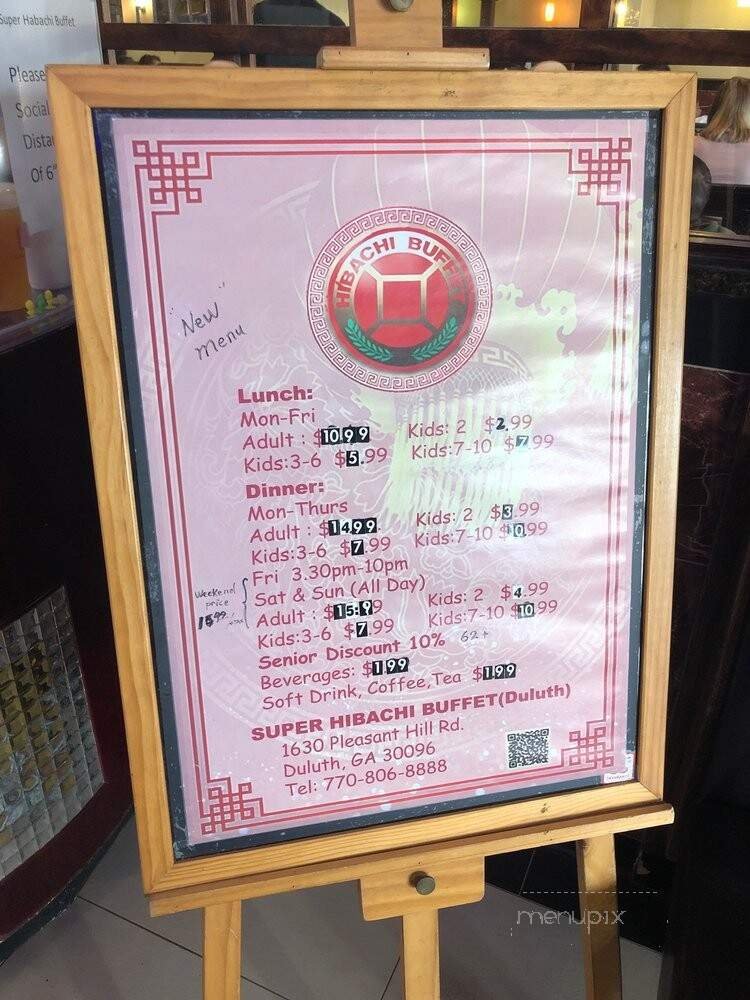 Super Habachi Buffet
Please
Social
Dista
Of 6"
"New"
menu
HIBACHI BUFFET
Lunch:
Mon-Fri
Adult : $10.99 Kids: 2 $2.99
Kids:3-6 $5.99 Kids:7-10 $7.99
Dinner:
Mon-Thurs
Adult : $14.99 Kids: 2 $3.99
Kids:3-6 $7.99 Kids:7-10 $10.99
Fri 3.30pm-10pm
Sat & Sun (All Day)
Weekend
price
15.99
Adult : $15.99 Kids: 2 $4.99
Kids:3-6 $7.99 Kids:7-10 $10.99
Senior Discount 10% 62+
Beverages: $1.99
Soft Drink, Coffee,Tea $1.99
SUPER HIBACHI BUFFET(Duluth)
1630 Pleasant Hill Rd.
Duluth, GA 30096
Tel: 770-806-8888
menupix